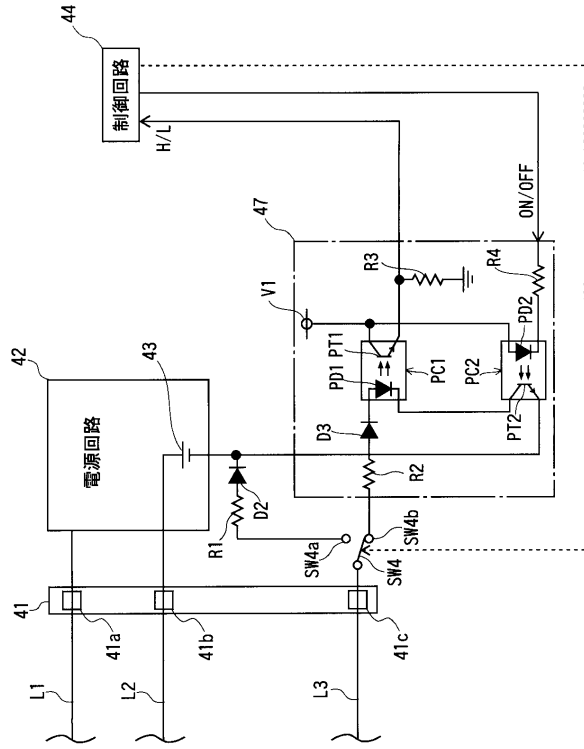 44
制御回路
H/L
ON/OFF
47
V1
R3
R4
PT1
PD1
PC1
PD2
PC2
PT2
D3
R2
42
電源回路
43
D2
R1
SW4a
SW4b
SW4
41
41a
41b
41c
L1
L2
L3